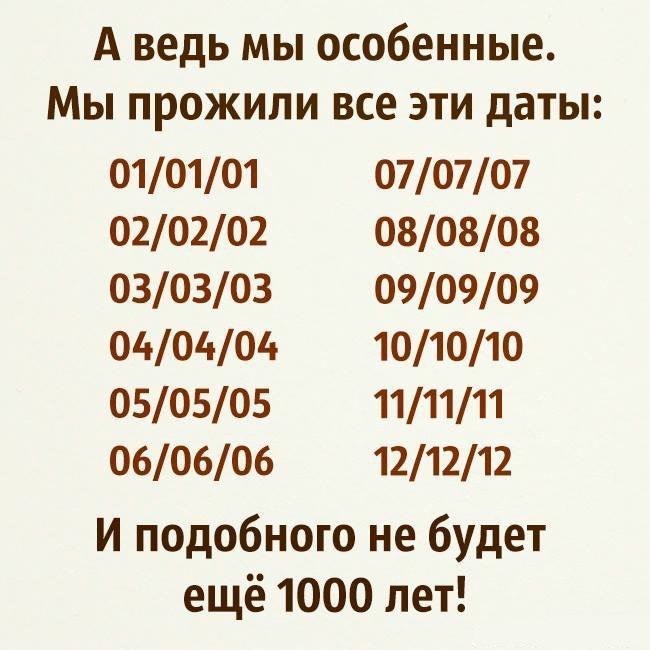 А ведь мы особенные.
Мы прожили все эти даты:
01/01/01 07/07/07
02/02/02 08/08/08
03/03/03 09/09/09
04/04/04 10/10/10
05/05/05 11/11/11
06/06/06 12/12/12
И подобного не будет
ещё 1000 лет!